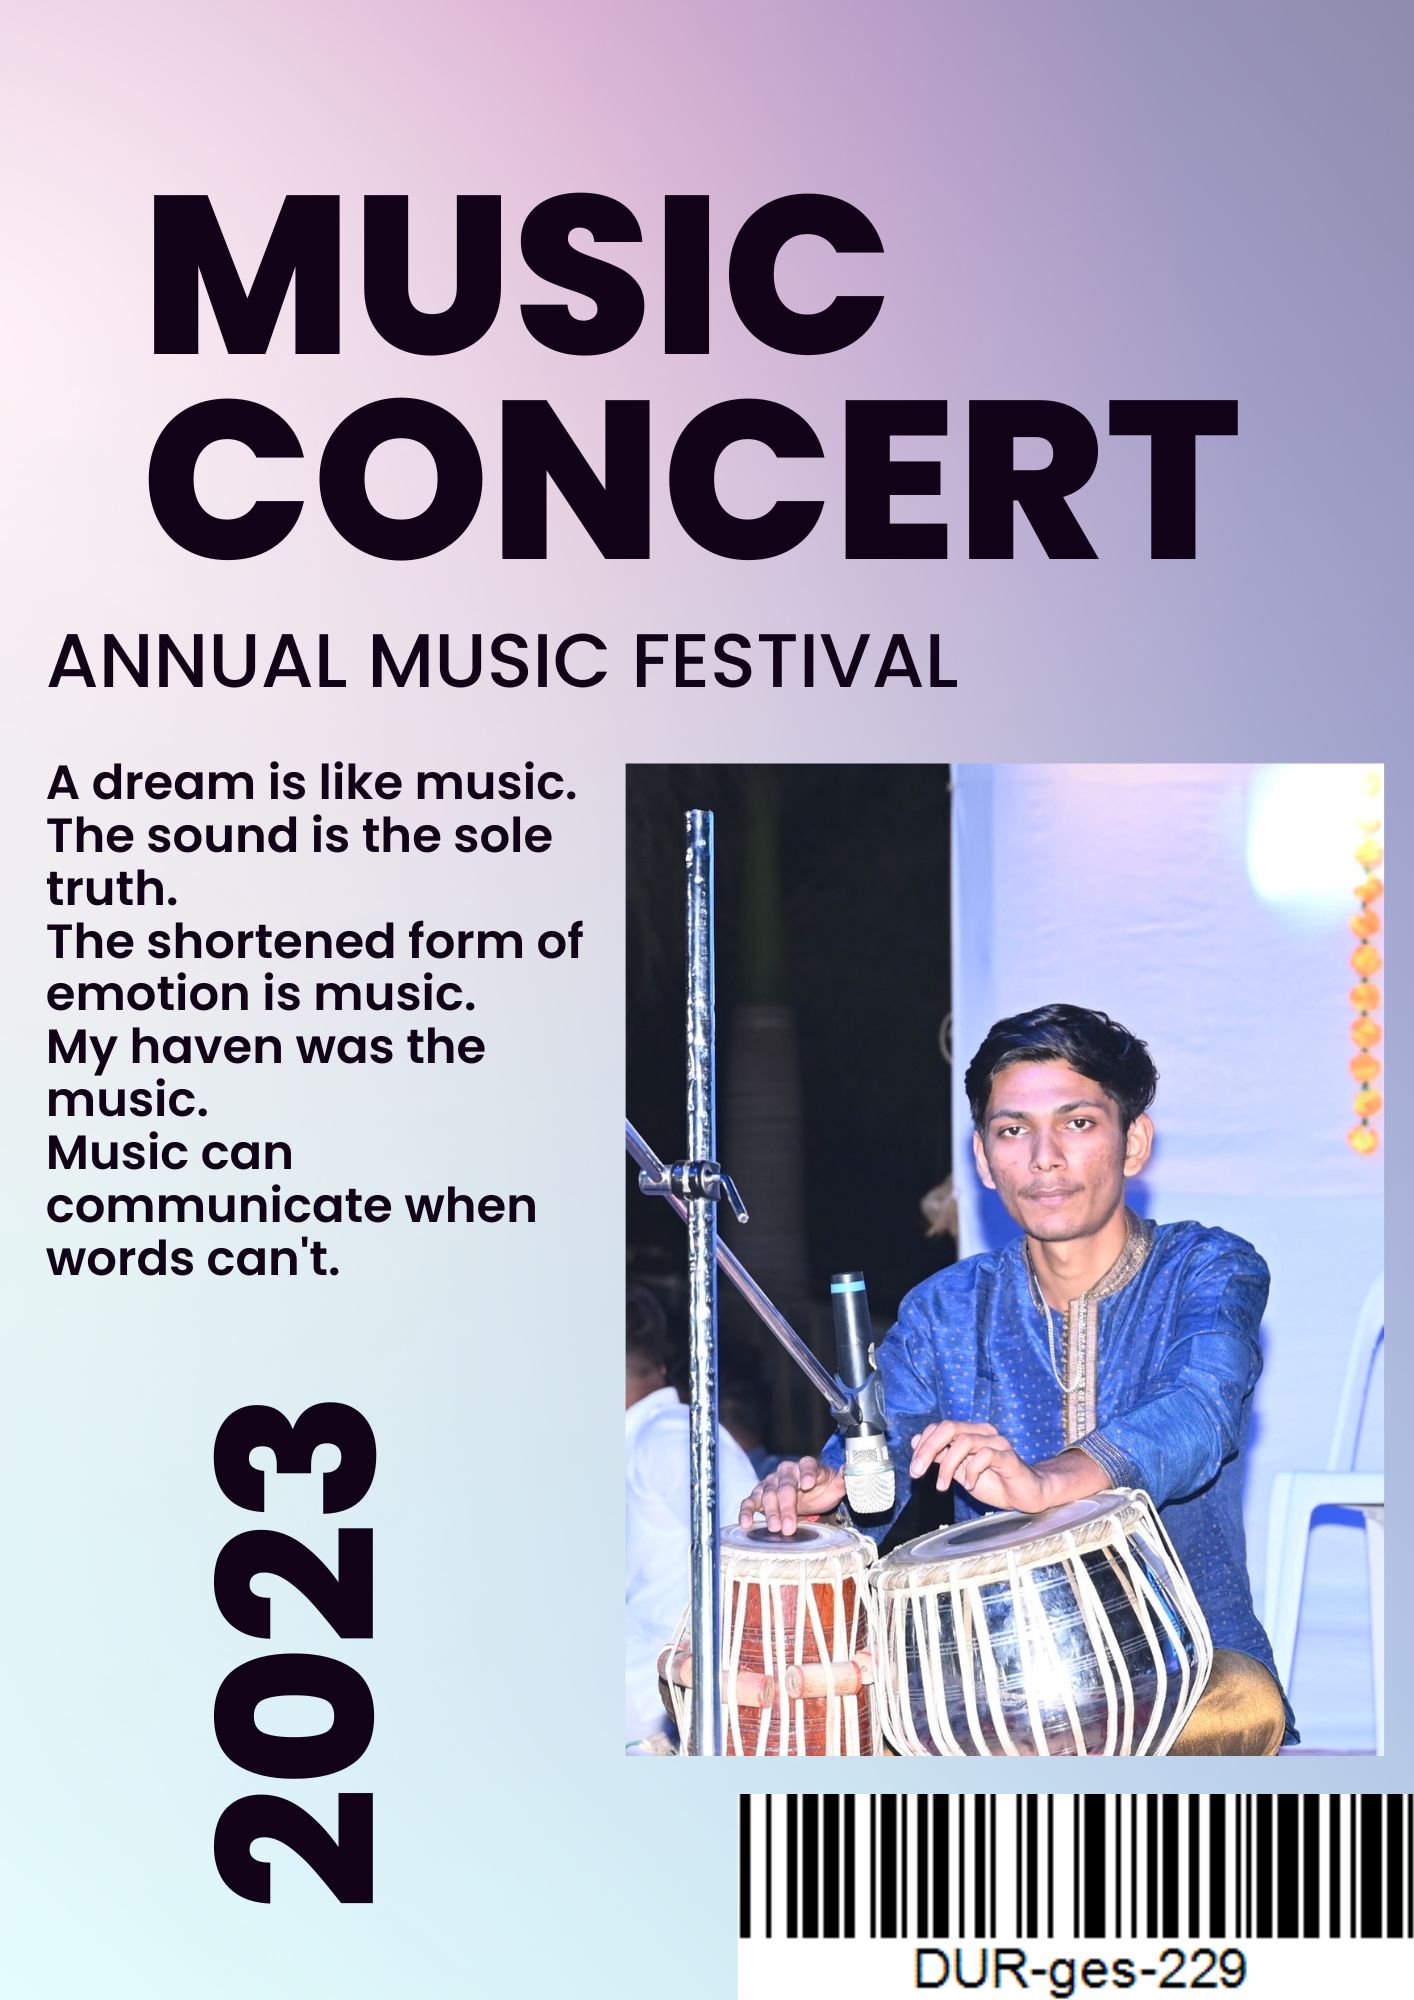 MUSIC
CONCERT
ANNUAL MUSIC FESTIVAL
A dream is like music.
The sound is the sole
truth.
The shortened form of
emotion is music.
My haven was the
music.
Music can
communicate when
words can't.
2023
DUR-ges-229